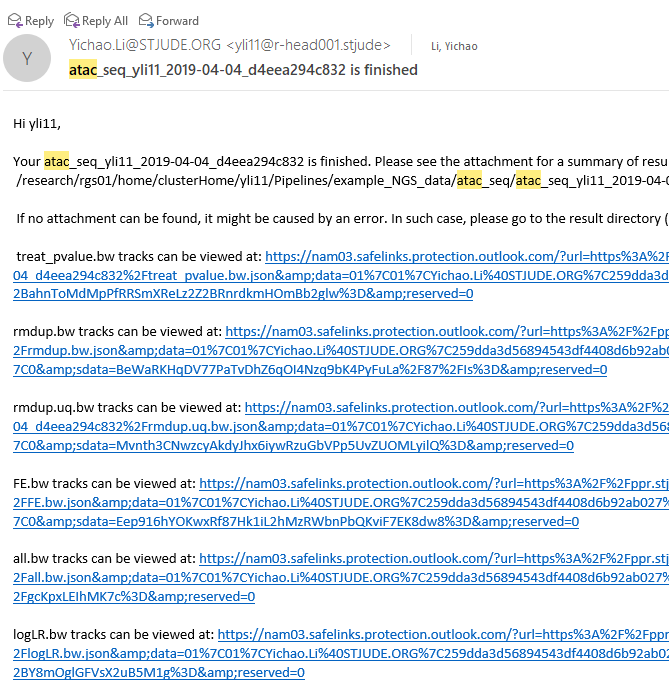 Reply Reply All Forward
Y
Yichao.Li@STJUDE.ORG <yli11@r-head001.stjude> Li, Yichao
atac_seq_yli11_2019-04-04_d4eea294c832 is finished
Hi yli11,
Your atac_seq_yli11_2019-04-04_d4eea294c832 is finished. Please see the attachment for a summary of resu
/research/rgs01/home/clusterHome/yli11/Pipelines/example_NGS_data/atac_seq/atac_seq_yli11_2019-04-0
If no attachment can be found, it might be caused by an error. In such case, please go to the result directory (
treat_pvalue.bw tracks can be viewed at: https://nam03.safelinks.protection.outlook.com/?url=https%3A%2F
04_d4eea294c832%2Ftreat_pvalue.bw.json&amp;data=01%7C01%7CYichao.Li%40STJUDE.ORG%7C259dda3d
2BahnToMdMpPfRRSmXReLz2Z2BRnrdkmHOmBb2glw%3D&amp;reserved=0
rmdup.bw tracks can be viewed at: https://nam03.safelinks.protection.outlook.com/?url=https%3A%2F%2Fpp
2Frmdup.bw.json&amp;data=01%7C01%7CYichao.Li%40STJUDE.ORG%7C259dda3d56894543df4408d6b92ab0
7C0&amp;sdata=BeWaRKHqDV77PaTvDhZ6qOI4Nzq9bK4PyFuLa%2F87%2FIs%3D&amp;reserved=0
rmdup.uq.bw tracks can be viewed at: https://nam03.safelinks.protection.outlook.com/?url=https%3A%2F%2
04_d4eea294c832%2Frmdup.uq.bw.json&amp;data=01%7C01%7CYichao.Li%40STJUDE.ORG%7C259dda3d568
7C0&amp;sdata=Mvnth3CNwzcyAkdyJhx6iywRzuGbVPp5UvZUOMLyilQ%3D&amp;reserved=0
FE.bw tracks can be viewed at: https://nam03.safelinks.protection.outlook.com/?url=https%3A%2F%2Fppr.stj
2FFE.bw.json&amp;data=01%7C01%7CYichao.Li%40STJUDE.ORG%7C259dda3d56894543df4408d6b92ab027%
7C0&amp;sdata=Eep916hYOKwxRf87Hk1iL2hMzRWbnPbQKviF7EK8dw8%3D&amp;reserved=0
all.bw tracks can be viewed at: https://nam03.safelinks.protection.outlook.com/?url=https%3A%2F%2Fppr.stj
2Fall.bw.json&amp;data=01%7C01%7CYichao.Li%40STJUDE.ORG%7C259dda3d56894543df4408d6b92ab027%
2FgcKpxLEIhMK7c%3D&amp;reserved=0
logLR.bw tracks can be viewed at: https://nam03.safelinks.protection.outlook.com/?url=https%3A%2F%2Fppr
2FlogLR.bw.json&amp;data=01%7C01%7CYichao.Li%40STJUDE.ORG%7C259dda3d56894543df4408d6b92ab02
2BY8mOglGFVsX2uB5M1g%3D&amp;reserved=0